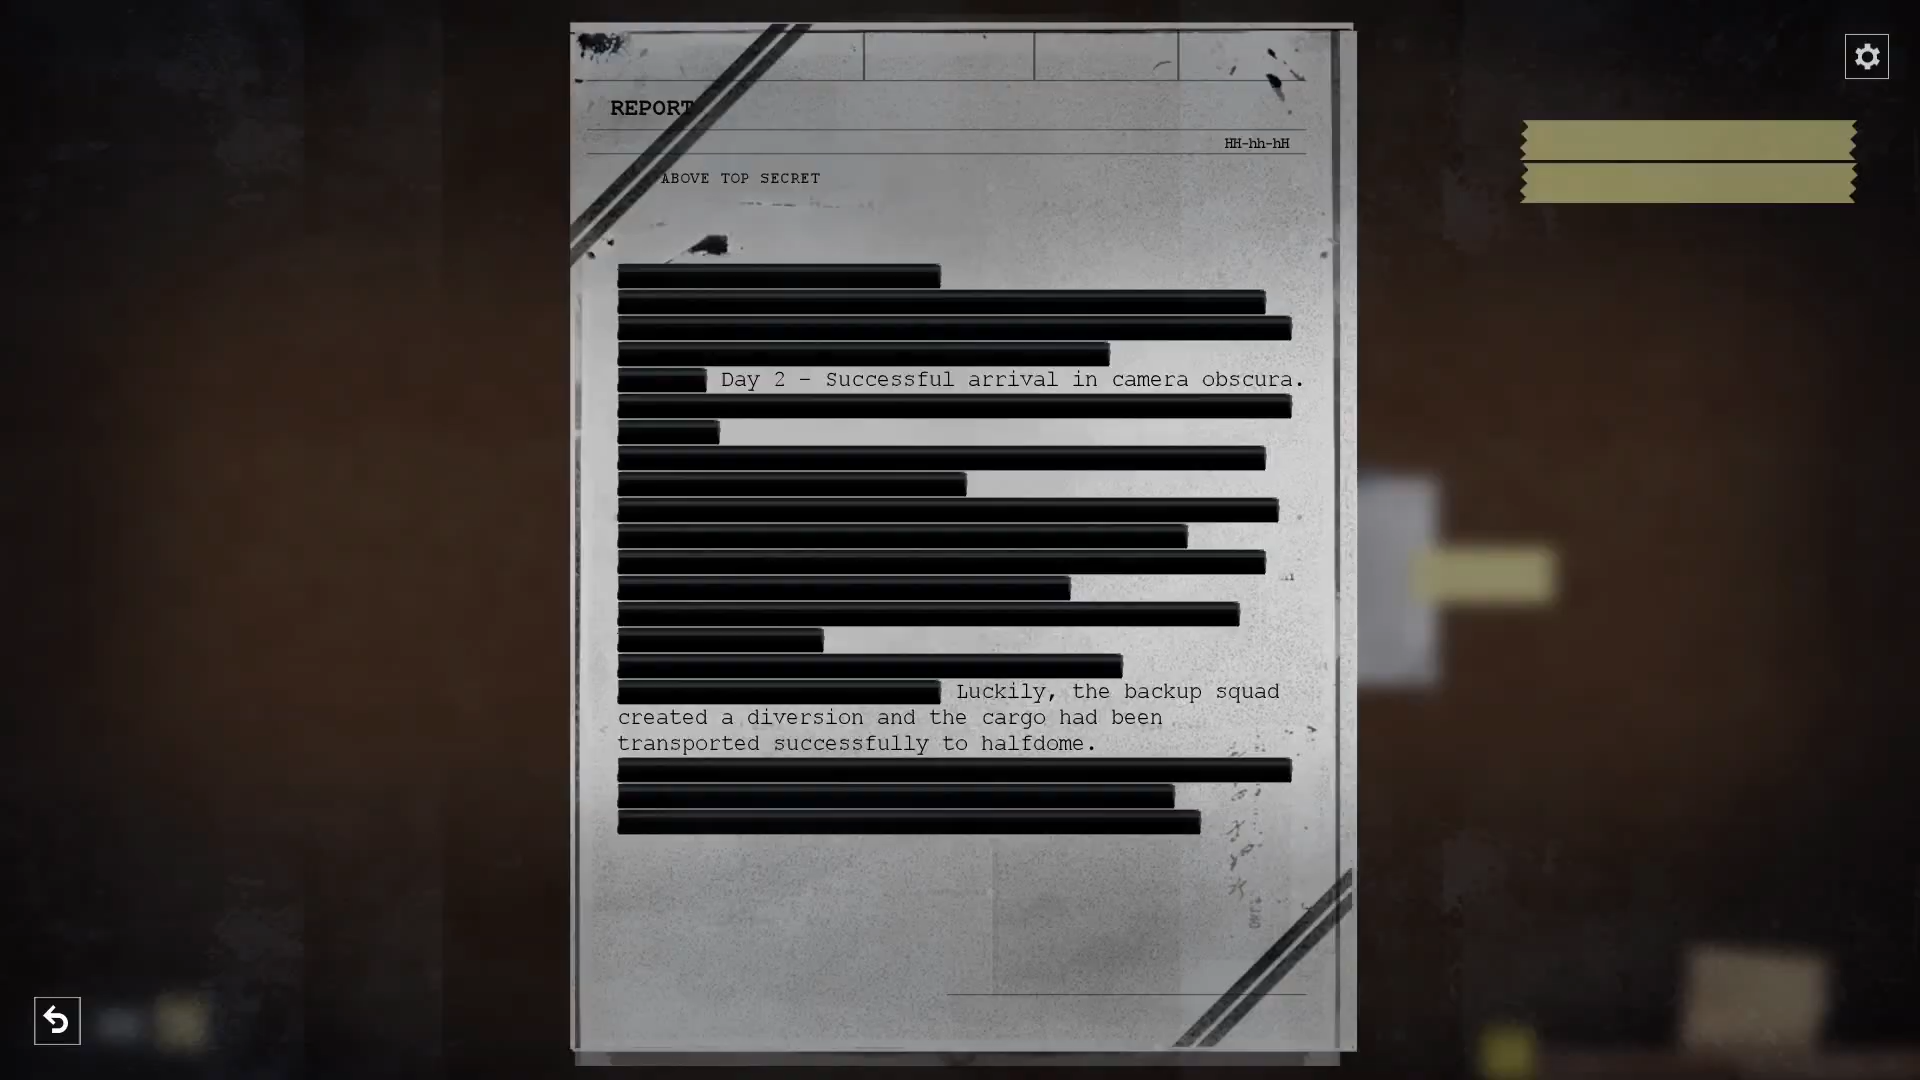 REPORT
HH-hh-hH
ABOVE TOP SECRET
Day 2 - Successful arrival in camera obscura.
Luckily, the backup squad
created a diversion and the cargo had been
transported successfully to halfdome.